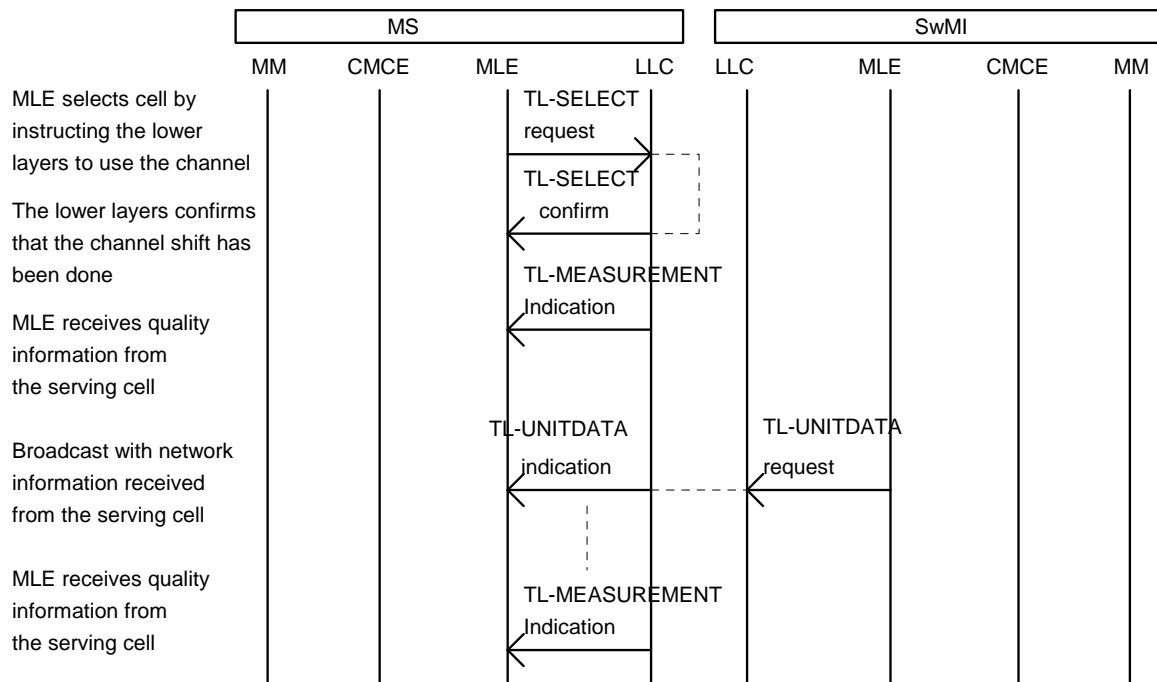 MS
SwMI
MM
CMCE
MLE
LLC
LLC
MLE
CMCE
MM
MLE selects cell by
instructing the lower
layers to use the channel
TL-SELECT
request
TL-SELECT
confirm
The lower layers confirms
that the channel shift has
been done
TL-MEASUREMENT
Indication
MLE receives quality
information from
the serving cell
TL-UNITDATA
indication
TL-UNITDATA
request
Broadcast with network
information received
from the serving cell
MLE receives quality
information from
the serving cell
TL-MEASUREMENT
Indication